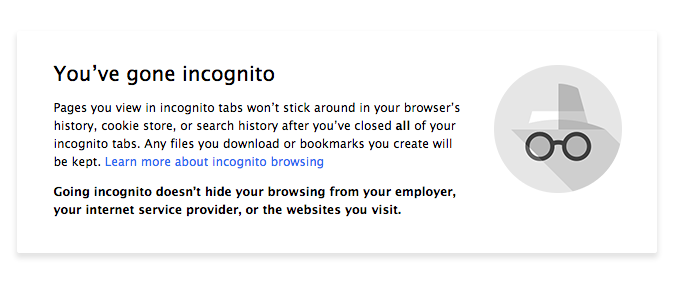 You’ve gone incognito
Pages you view in incognito tabs won’t stick around in your browser’s
history, cookie store, or search history after you’ve closed all of your
incognito tabs. Any files you download or bookmarks you create will
be kept. Learn more about incognito browsing
Going incognito doesn’t hide your browsing from your employer,
your internet service provider, or the websites you visit.